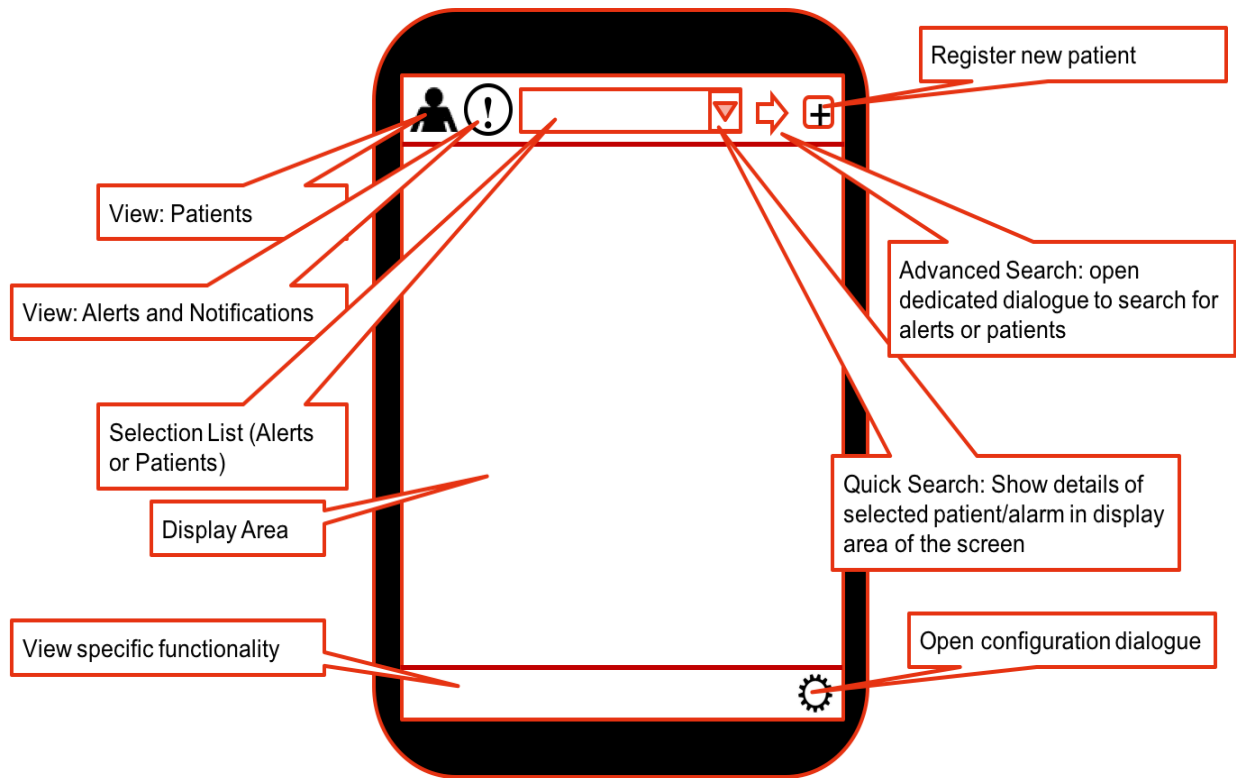 Register new patient
!
View: Patients
View: Alerts and Notifications
Advanced Search: open
dedicated dialogue to search for
alerts or patients
Selection List (Alerts
or Patients)
Quick Search: Show details of
selected patient/alarm in display
area of the screen
Display Area
View specific functionality
Open configuration dialogue